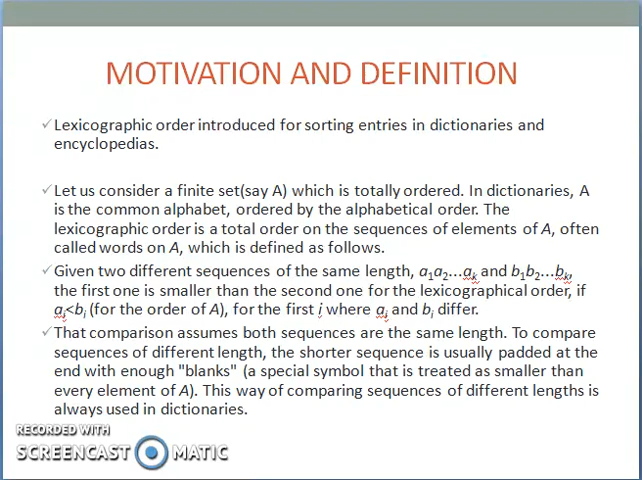 MOTIVATION AND DEFINITION
✓Lexicographic order introduced for sorting entries in dictionaries and
encyclopedias.
✓Let us consider a finite set(say A) which is totally ordered. In dictionaries, A
is the common alphabet, ordered by the alphabetical order. The
lexicographic order is a total order on the sequences of elements of A, often
called words on A, which is defined as follows.
✓Given two different sequences of the same length, a₁a₂...aₖ and b₁b₂...bₖ,
the first one is smaller than the second one for the lexicographical order, if
aᵢ<bᵢ (for the order of A), for the first i where aᵢ and bᵢ differ.
✓That comparison assumes both sequences are the same length. To compare
sequences of different length, the shorter sequence is usually padded at the
end with enough "blanks" (a special symbol that is treated as smaller than
every element of A). This way of comparing sequences of different lengths is
always used in dictionaries.
RECORDED WITH
SCREENCAST MATIC